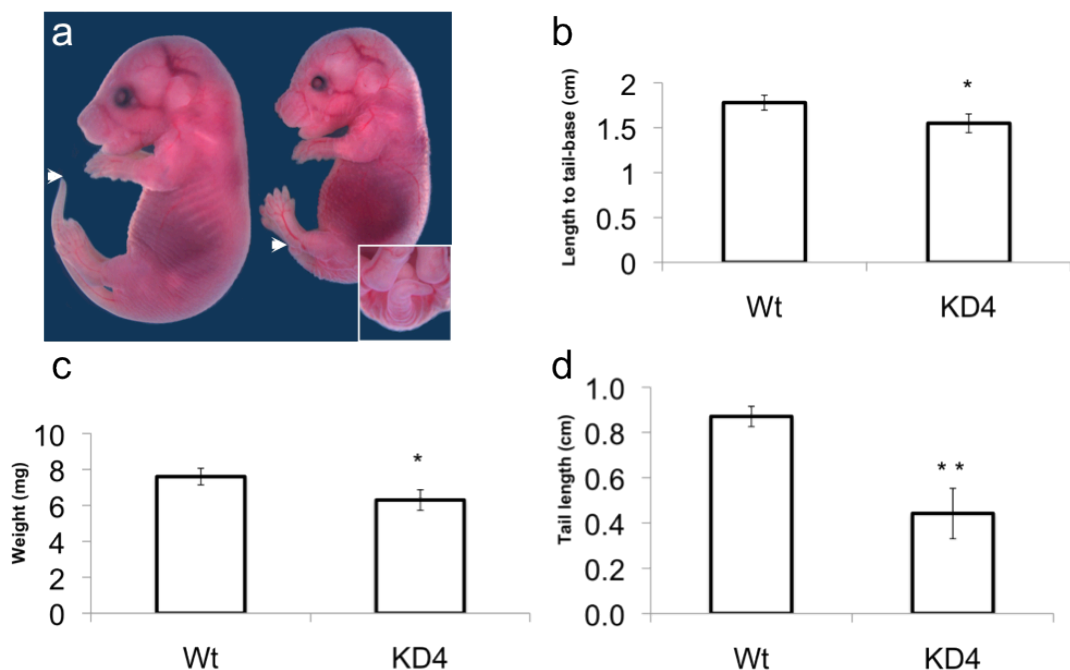 a
b
Length to tail-base (cm)
2
1.5
1
0.5
0
*
Wt
KD4
c
Weight (mg)
10
8
6
4
2
0
*
Wt
KD4
d
Tail length (cm)
1.0
0.8
0.6
0.4
0.2
0.0
* *
Wt
KD4